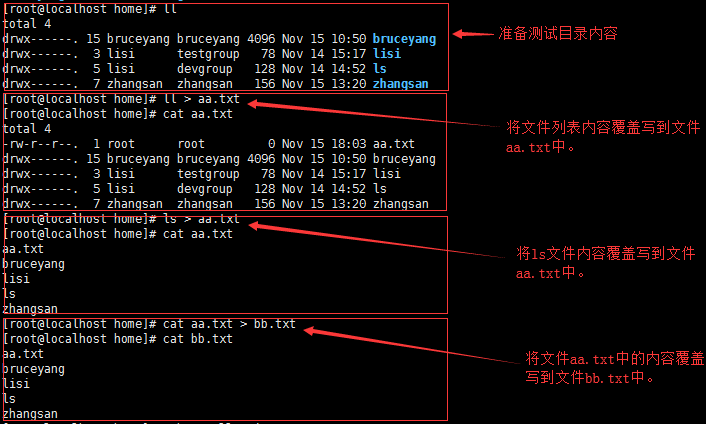 [root@localhost home]# ll
total 4
drwx------. 15 bruceyang bruceyang 4096 Nov 15 10:50 bruceyang
drwx------.  3 lisi      testgroup   78 Nov 14 15:17 lisi
drwx------.  5 lisi      devgroup   128 Nov 14 14:52 ls
drwx------.  7 zhangsan  zhangsan   156 Nov 15 13:20 zhangsan
准备测试目录内容
[root@localhost home]# ll > aa.txt
[root@localhost home]# cat aa.txt
total 4
-rw-r--r--.  1 root      root         0 Nov 15 18:03 aa.txt
drwx------. 15 bruceyang bruceyang 4096 Nov 15 10:50 bruceyang
drwx------.  3 lisi      testgroup   78 Nov 14 15:17 lisi
drwx------.  5 lisi      devgroup   128 Nov 14 14:52 ls
drwx------.  7 zhangsan  zhangsan   156 Nov 15 13:20 zhangsan
将文件列表内容覆盖写到文件
aa.txt中。
[root@localhost home]# ls > aa.txt
[root@localhost home]# cat aa.txt
aa.txt
bruceyang
lisi
ls
zhangsan
将ls文件内容覆盖写到文件
aa.txt中。
[root@localhost home]# cat aa.txt > bb.txt
[root@localhost home]# cat bb.txt
aa.txt
bruceyang
lisi
ls
zhangsan
将文件aa.txt中的内容覆盖
写到文件bb.txt中。